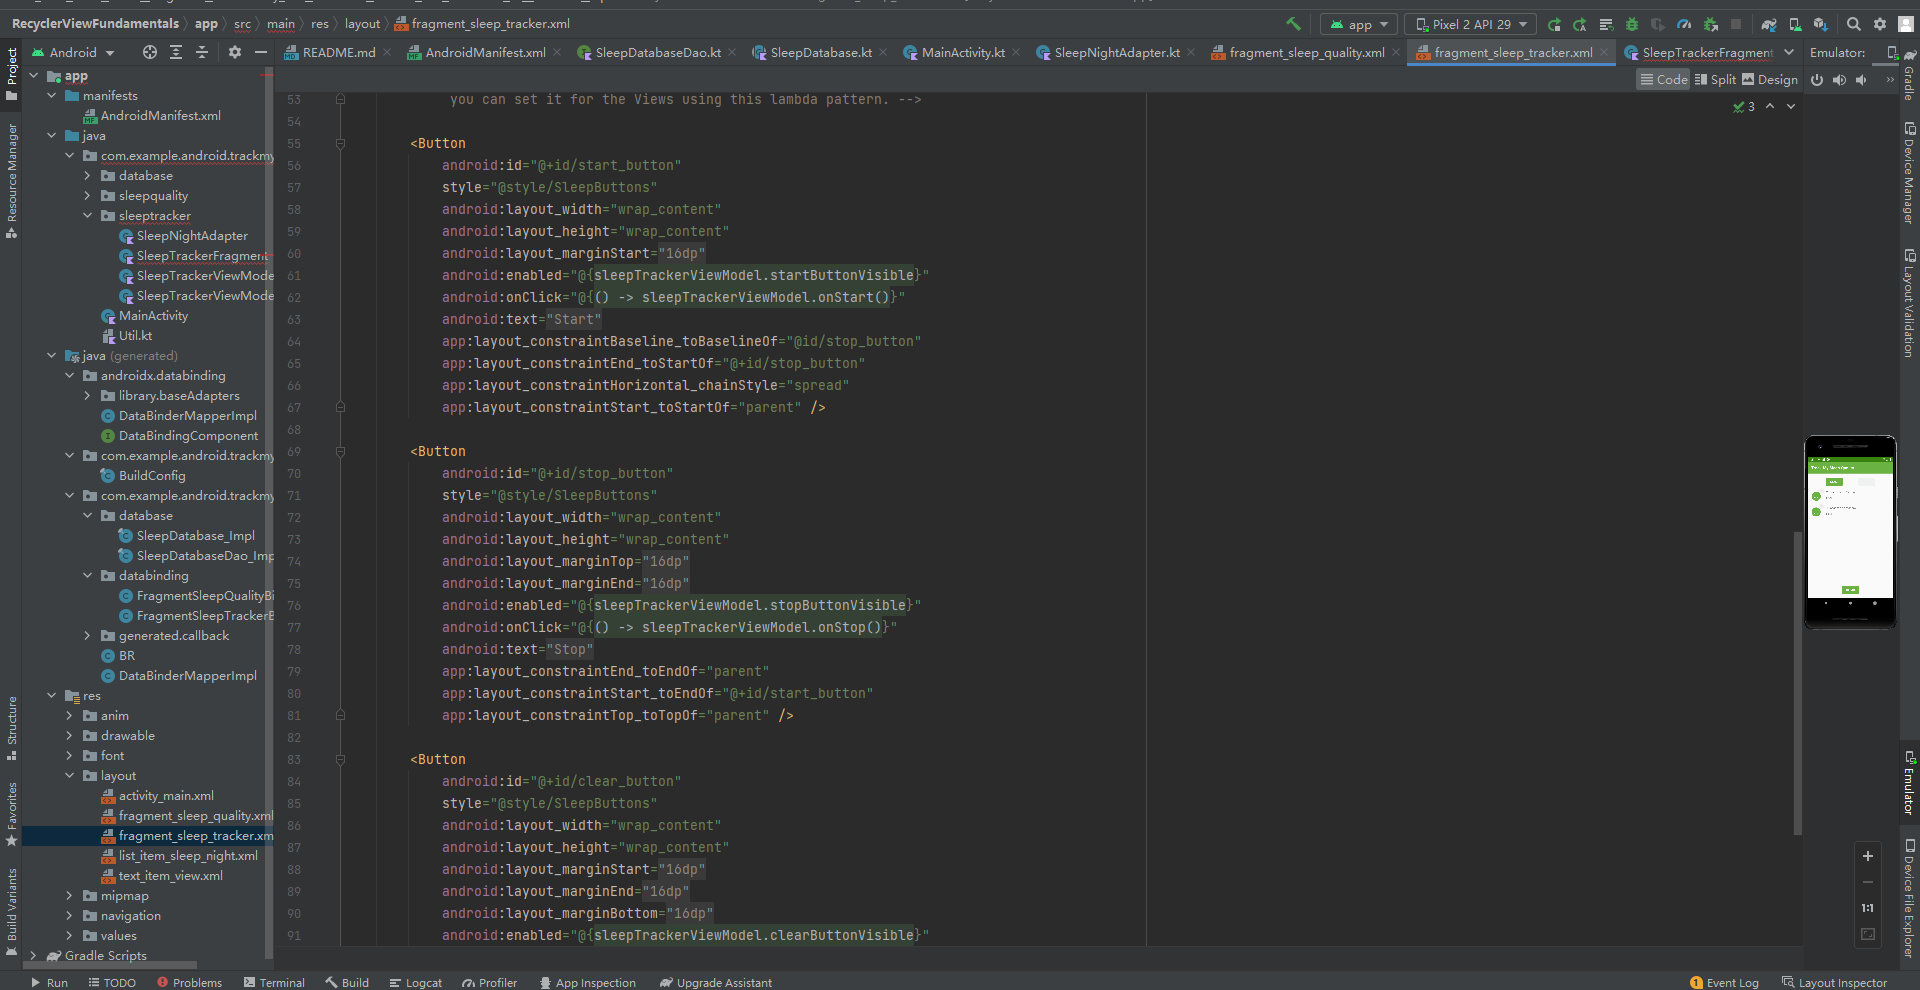 RecyclerViewFundamentals app src main res layout fragment_sleep_tracker.xml
app Pixel 2 API 29
Android
README.md AndroidManifest.xml SleepDatabaseDao.kt SleepDatabase.kt MainActivity.kt SleepNightAdapter.kt fragment_sleep_quality.xml fragment_sleep_tracker.xml SleepTrackerFragment Emulator:
Code Split Design
Project
Resource Manager
Structure
Favorites
Build Variants
app
manifests
AndroidManifest.xml
java
com.example.android.trackmy
database
sleepquality
sleeptracker
SleepNightAdapter
SleepTrackerFragment
SleepTrackerViewMode
SleepTrackerViewMode
MainActivity
Util.kt
java (generated)
androidx.databinding
library.baseAdapters
DataBinderMapperImpl
DataBindingComponent
com.example.android.trackmy
BuildConfig
com.example.android.trackmy
database
SleepDatabase_Impl
SleepDatabaseDao_Imp
databinding
FragmentSleepQualityBi
FragmentSleepTrackerB
generated.callback
BR
DataBinderMapperImpl
res
anim
drawable
font
layout
activity_main.xml
fragment_sleep_quality.xml
fragment_sleep_tracker.xm
list_item_sleep_night.xml
text_item_view.xml
mipmap
navigation
values
Gradle Scripts
53 you can set it for the Views using this lambda pattern. -->
3
54
55 <Button
56 android:id="@+id/start_button"
57 style="@style/SleepButtons"
58 android:layout_width="wrap_content"
59 android:layout_height="wrap_content"
60 android:layout_marginStart="16dp"
61 android:enabled="@{sleepTrackerViewModel.startButtonVisible}"
62 android:onClick="@{() -> sleepTrackerViewModel.onStart()}"
63 android:text="Start"
64 app:layout_constraintBaseline_toBaselineOf="@id/stop_button"
65 app:layout_constraintEnd_toStartOf="@+id/stop_button"
66 app:layout_constraintHorizontal_chainStyle="spread"
67 app:layout_constraintStart_toStartOf="parent" />
68
69 <Button
70 android:id="@+id/stop_button"
71 style="@style/SleepButtons"
72 android:layout_width="wrap_content"
73 android:layout_height="wrap_content"
74 android:layout_marginTop="16dp"
75 android:layout_marginEnd="16dp"
76 android:enabled="@{sleepTrackerViewModel.stopButtonVisible}"
77 android:onClick="@{() -> sleepTrackerViewModel.onStop()}"
78 android:text="Stop"
79 app:layout_constraintEnd_toEndOf="parent"
80 app:layout_constraintStart_toEndOf="@+id/start_button"
81 app:layout_constraintTop_toTopOf="parent" />
82
83 <Button
84 android:id="@+id/clear_button"
85 style="@style/SleepButtons"
86 android:layout_width="wrap_content"
87 android:layout_height="wrap_content"
88 android:layout_marginStart="16dp"
89 android:layout_marginEnd="16dp"
90 android:layout_marginBottom="16dp"
91 android:enabled="@{sleepTrackerViewModel.clearButtonVisible}"
1:1
Gradle
Device Manager
Layout Validation
Emulator
Device File Explorer
Run TODO Problems Terminal Build Logcat Profiler App Inspection Upgrade Assistant 1 Event Log Layout Inspector